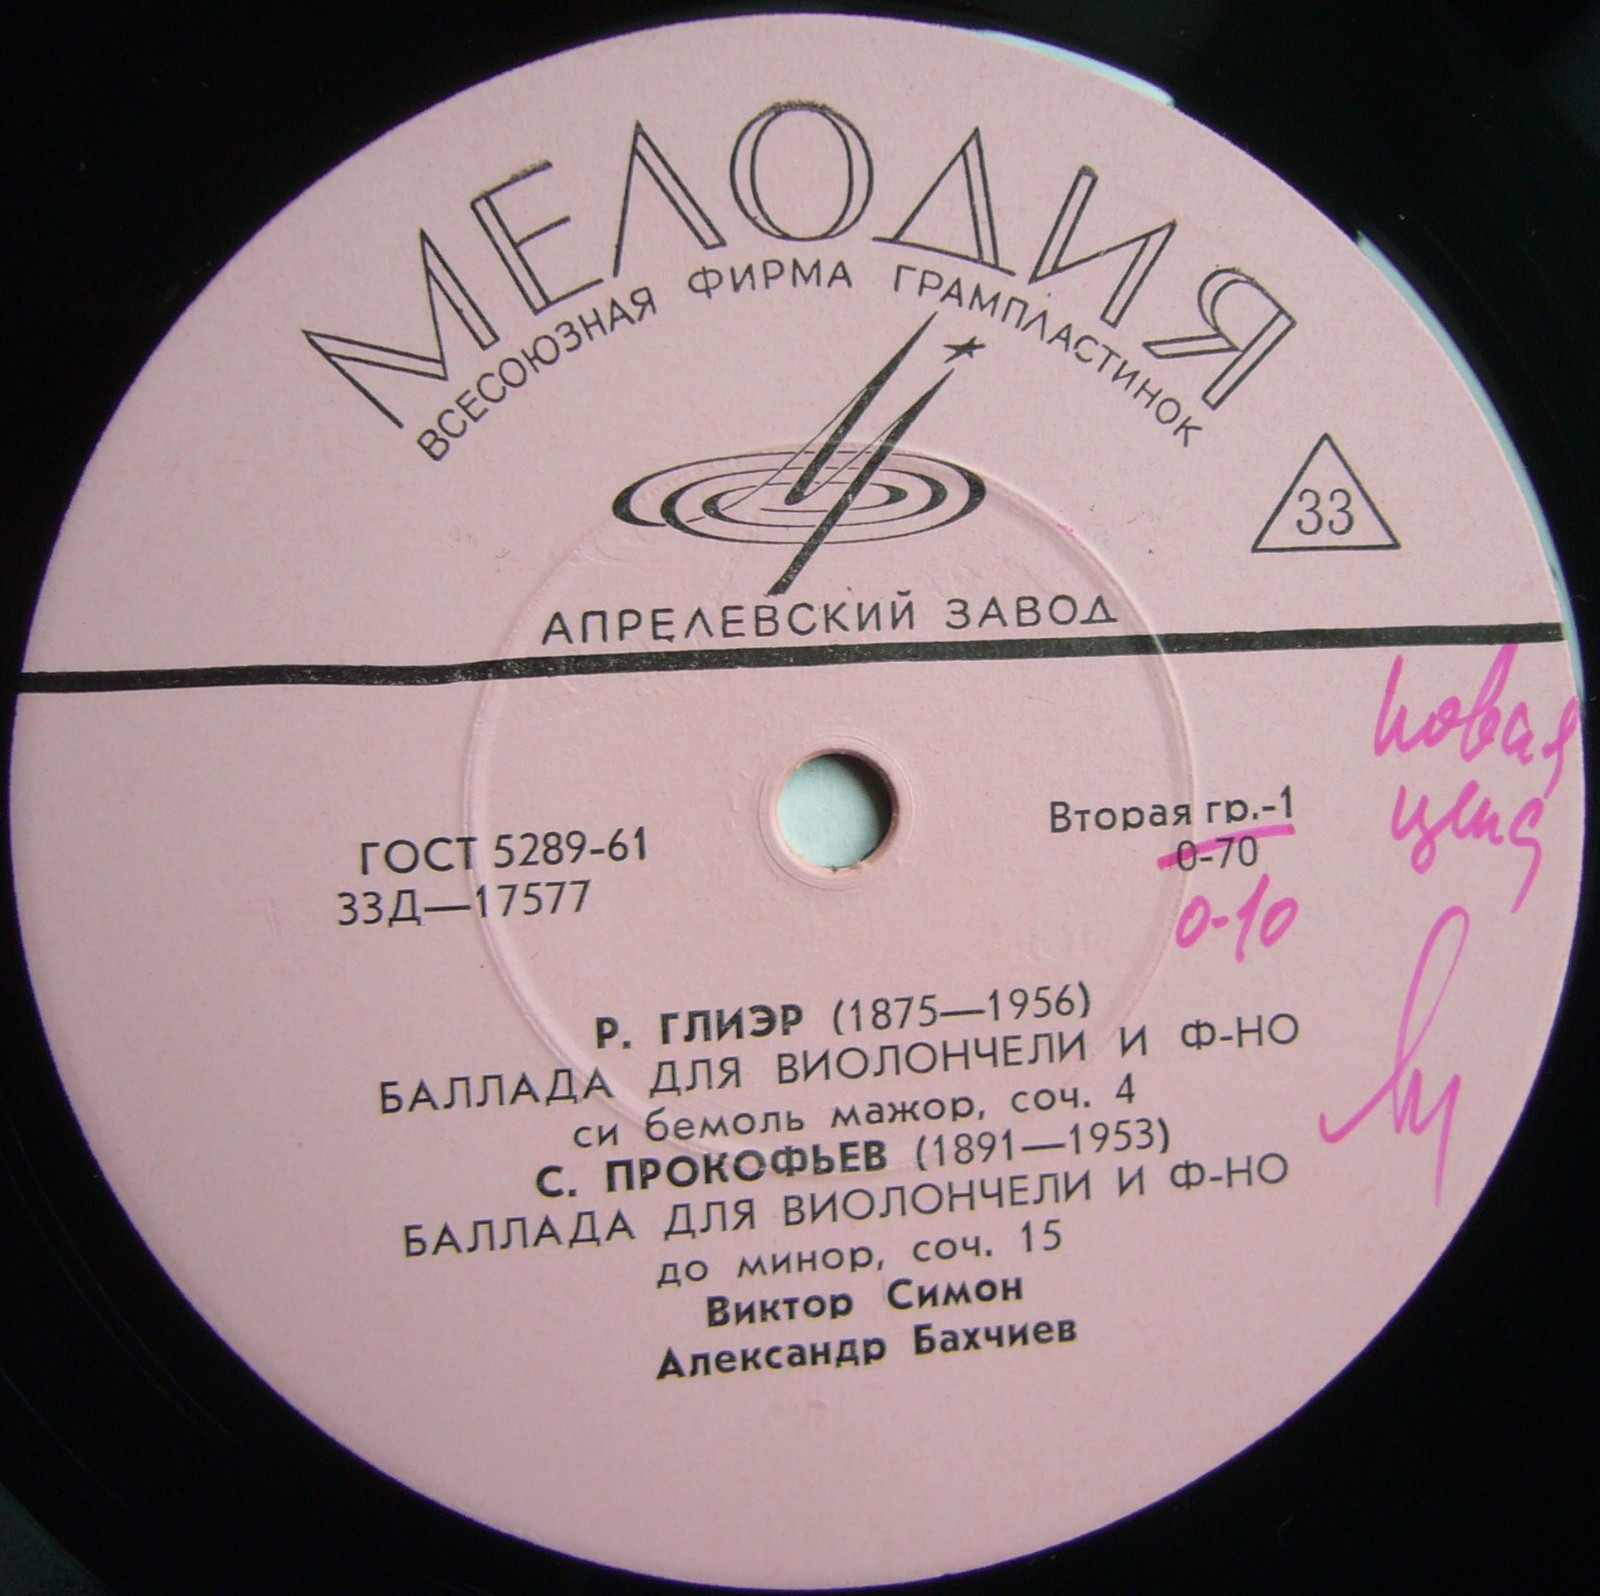 МЕЛОДИЯ
ВСЕСОЮЗНАЯ ФИРМА ГРАМПЛАСТИНОК
33
АПРЕЛЕВСКИЙ ЗАВОД
новая
цена
ГОСТ 5289-61
33Д—17577
Вторая гр.-1
0-70
0-10
Р. ГЛИЭР (1875—1956)
БАЛЛАДА ДЛЯ ВИОЛОНЧЕЛИ И Ф-НО
си бемоль мажор, соч. 4
С. ПРОКОФЬЕВ (1891—1953)
БАЛЛАДА ДЛЯ ВИОЛОНЧЕЛИ И Ф-НО
до минор, соч. 15
Виктор Симон
Александр Бахчиев